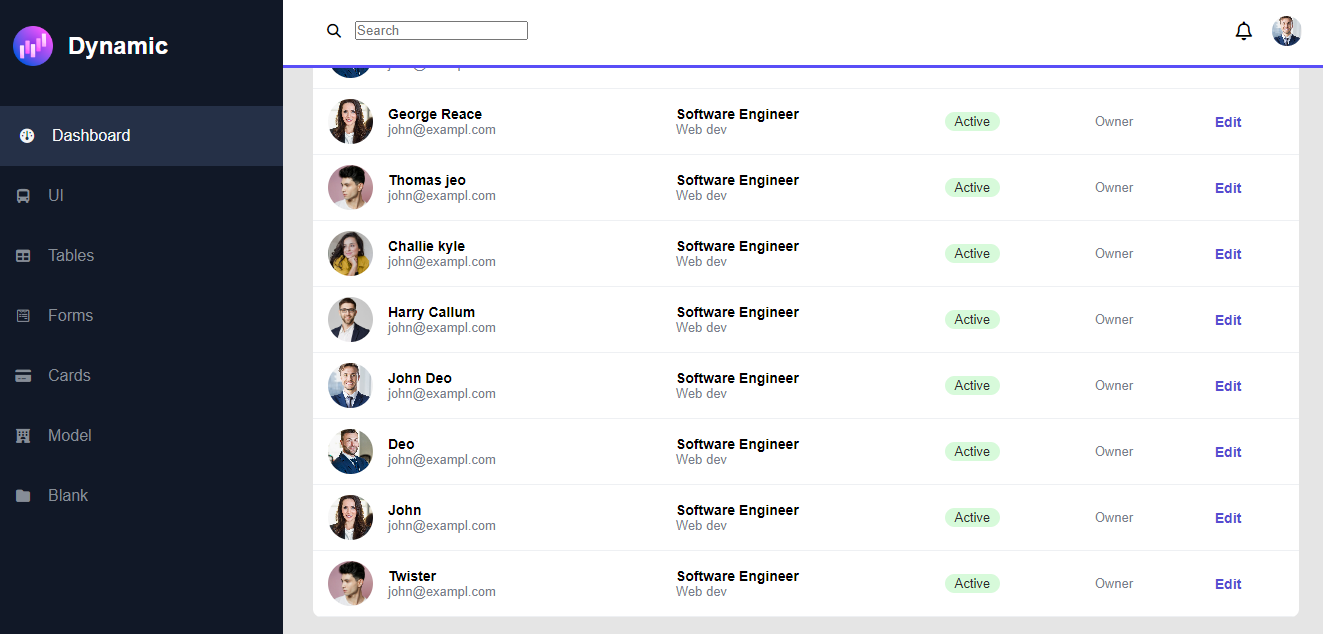 Dynamic
Search
Dashboard
UI
Tables
Forms
Cards
Model
Blank
George Reace
john@exampl.com
Software Engineer
Web dev
Active
Owner
Edit
Thomas jeo
john@exampl.com
Software Engineer
Web dev
Active
Owner
Edit
Challie kyle
john@exampl.com
Software Engineer
Web dev
Active
Owner
Edit
Harry Callum
john@exampl.com
Software Engineer
Web dev
Active
Owner
Edit
John Deo
john@exampl.com
Software Engineer
Web dev
Active
Owner
Edit
Deo
john@exampl.com
Software Engineer
Web dev
Active
Owner
Edit
John
john@exampl.com
Software Engineer
Web dev
Active
Owner
Edit
Twister
john@exampl.com
Software Engineer
Web dev
Active
Owner
Edit